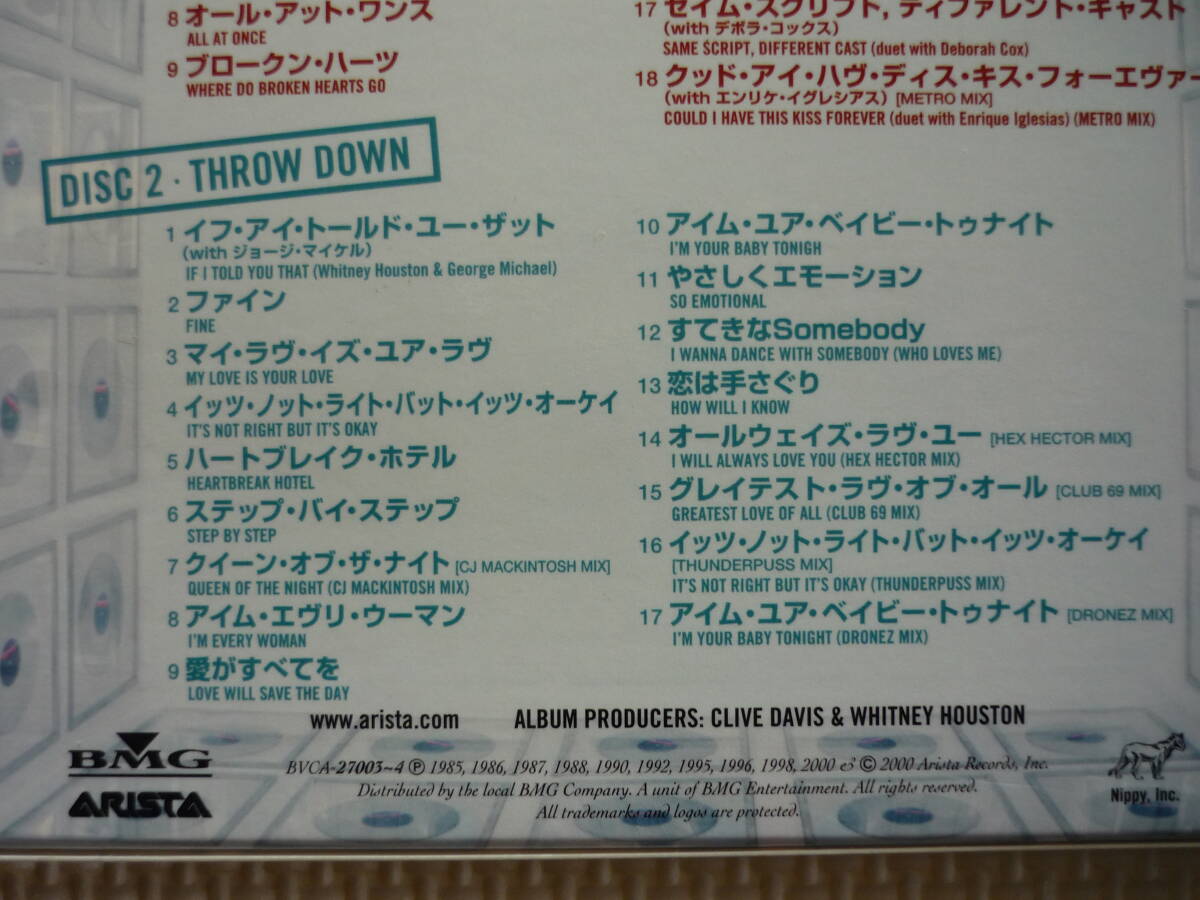 8 オール・アット・ワンス
ALL AT ONCE
9 ブロークン・ハーツ
WHERE DO BROKEN HEARTS GO
17 セイム・スクリプト, ディファレント・キャスト
(with デボラ・コックス)
SAME $CRIPT, DIFFERENT CAST (duet with Deborah Cox)
18 クッド・アイ・ハヴ・ディス・キス・フォーエヴァー
(with エンリケ・イグレシアス) [METRO MIX]
COULD I HAVE THIS KISS FOREVER (duet with Enrique Iglesias) (METRO MIX)
DISC 2 · THROW DOWN
1 イフ・アイ・トールド・ユー・ザット
(with ジョージ・マイケル)
IF I TOLD YOU THAT (Whitney Houston & George Michael)
2 ファイン
FINE
3 マイ・ラヴ・イズ・ユア・ラヴ
MY LOVE IS YOUR LOVE
4 イッツ・ノット・ライト・バット・イッツ・オーケイ
IT'S NOT RIGHT BUT IT'S OKAY
5 ハートブレイク・ホテル
HEARTBREAK HOTEL
6 ステップ・バイ・ステップ
STEP BY STEP
7 クイーン・オブ・ザ・ナイト [CJ MACKINTOSH MIX]
QUEEN OF THE NIGHT (CJ MACKINTOSH MIX)
8 アイム・エヴリ・ウーマン
I'M EVERY WOMAN
9 愛がすべてを
LOVE WILL SAVE THE DAY
10 アイム・ユア・ベイビー・トゥナイト
I'M YOUR BABY TONIGH
11 やさしくエモーション
SO EMOTIONAL
12 すてきなSomebody
I WANNA DANCE WITH SOMEBODY (WHO LOVES ME)
13 恋は手さぐり
HOW WILL I KNOW
14 オールウェイズ・ラヴ・ユー [HEX HECTOR MIX]
I WILL ALWAYS LOVE YOU (HEX HECTOR MIX)
15 グレイテスト・ラヴ・オブ・オール [CLUB 69 MIX]
GREATEST LOVE OF ALL (CLUB 69 MIX)
16 イッツ・ノット・ライト・バット・イッツ・オーケイ
[THUNDERPUSS MIX]
IT'S NOT RIGHT BUT IT'S OKAY (THUNDERPUSS MIX)
17 アイム・ユア・ベイビー・トゥナイト [DRONEZ MIX]
I'M YOUR BABY TONIGHT (DRONEZ MIX)
www.arista.com ALBUM PRODUCERS: CLIVE DAVIS & WHITNEY HOUSTON
BMG
ARISTA
BVCA-27003~4 ℗ 1985, 1986, 1987, 1988, 1990, 1992, 1995, 1996, 1998, 2000 e3 © 2000 Arista Records, Inc.
Distributed by the local BMG Company. A unit of BMG Entertainment. All rights reserved.
All trademarks and logos are protected.
Nippy, Inc.